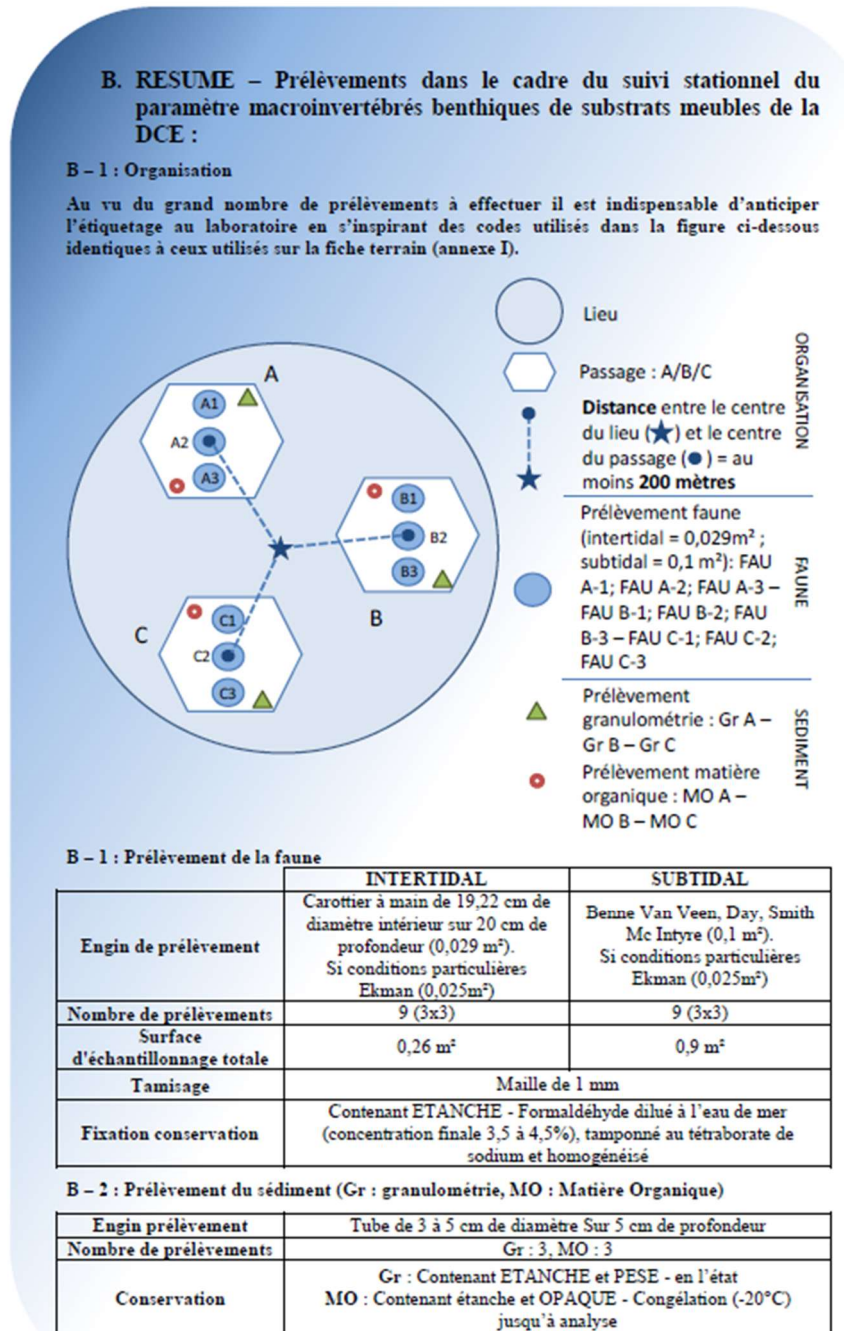 B. RESUME – Prélèvements dans le cadre du suivi stationnel du
paramètre macroinvertébrés benthiques de substrats meubles de la
DCE :
B – 1 : Organisation
Au vu du grand nombre de prélèvements à effectuer il est indispensable d'anticiper
l'étiquetage au laboratoire en s'inspirant des codes utilisés dans la figure ci-dessous
identiques à ceux utilisés sur la fiche terrain (annexe I).
A
A1
A2
A3
B1
B2
B3
B
C
C1
C2
C3
Lieu
Passage : A/B/C
Distance entre le centre
du lieu (★) et le centre
du passage (●) = au
moins 200 mètres
ORGANISATION
Prélèvement faune
(intertidal = 0,029m² ;
subtidal = 0,1 m²): FAU
A-1; FAU A-2; FAU A-3 –
FAU B-1; FAU B-2; FAU
B-3 – FAU C-1; FAU C-2;
FAU C-3
FAUNE
Prélèvement
granulométrie : Gr A –
Gr B – Gr C
Prélèvement matière
organique : MO A –
MO B – MO C
SEDIMENT
B – 1 : Prélèvement de la faune
INTERTIDAL
SUBTIDAL
Engin de prélèvement
Carottier à main de 19,22 cm de
diamètre intérieur sur 20 cm de
profondeur (0,029 m²).
Si conditions particulières
Ekman (0,025m²)
Benne Van Veen, Day, Smith
Mc Intyre (0,1 m²).
Si conditions particulières
Ekman (0,025m²)
Nombre de prélèvements
9 (3x3)
9 (3x3)
Surface
d'échantillonnage totale
0,26 m²
0,9 m²
Tamisage
Maille de 1 mm
Fixation conservation
Contenant ETANCHE - Formaldéhyde dilué à l'eau de mer
(concentration finale 3,5 à 4,5%), tamponné au tétraborate de
sodium et homogénéisé
B – 2 : Prélèvement du sédiment (Gr : granulométrie, MO : Matière Organique)
Engin prélèvement
Tube de 3 à 5 cm de diamètre Sur 5 cm de profondeur
Nombre de prélèvements
Gr : 3, MO : 3
Conservation
Gr : Contenant ETANCHE et PESE - en l'état
MO : Contenant étanche et OPAQUE - Congélation (-20°C)
jusqu'à analyse